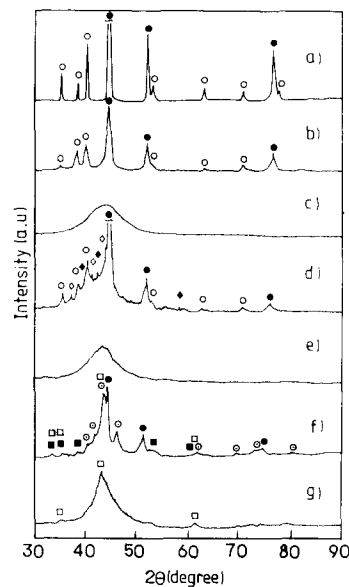 Intensity (a.u)
a)
b)
c)
d)
e)
f)
g)
30 40 50 60 70 80 90
2Θ(degree)